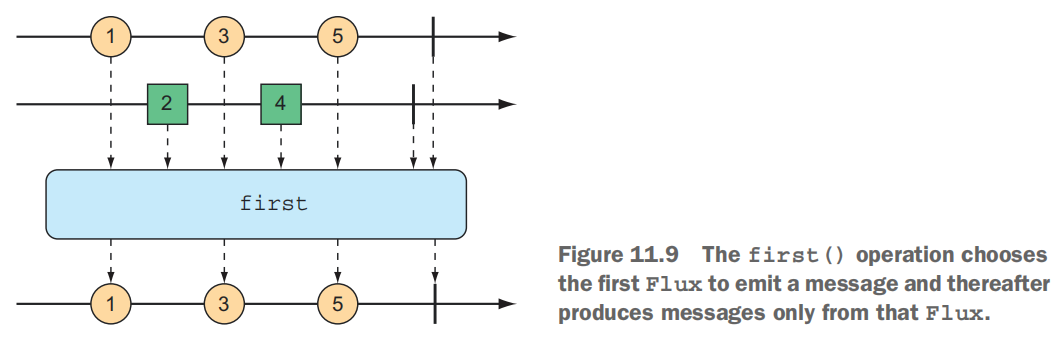 1 3 5
2 4
first
1 3 5
Figure 11.9 The first() operation chooses
the first Flux to emit a message and thereafter
produces messages only from that Flux.